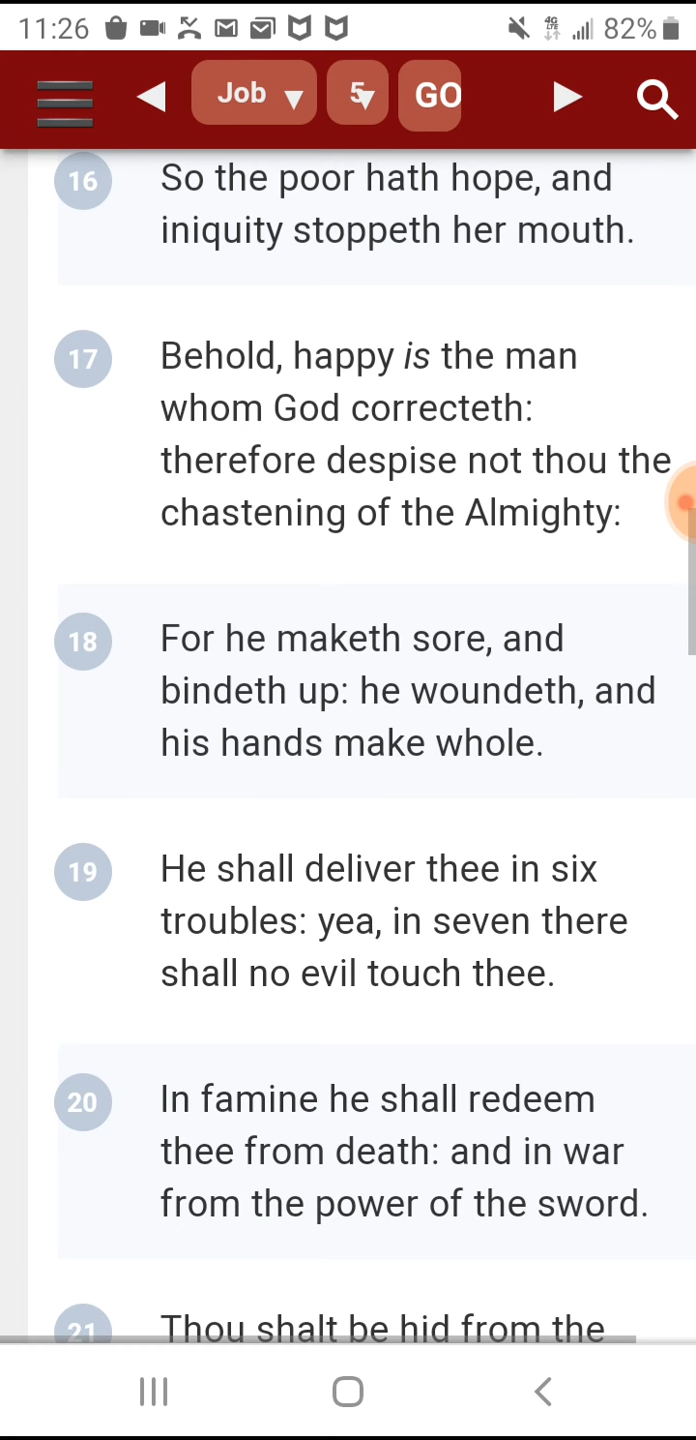 11:26 82%
Job 5 GO
16 So the poor hath hope, and
iniquity stoppeth her mouth.
17 Behold, happy is the man
whom God correcteth:
therefore despise not thou the
chastening of the Almighty:
18 For he maketh sore, and
bindeth up: he woundeth, and
his hands make whole.
19 He shall deliver thee in six
troubles: yea, in seven there
shall no evil touch thee.
20 In famine he shall redeem
thee from death: and in war
from the power of the sword.
21 Thou shalt be hid from the